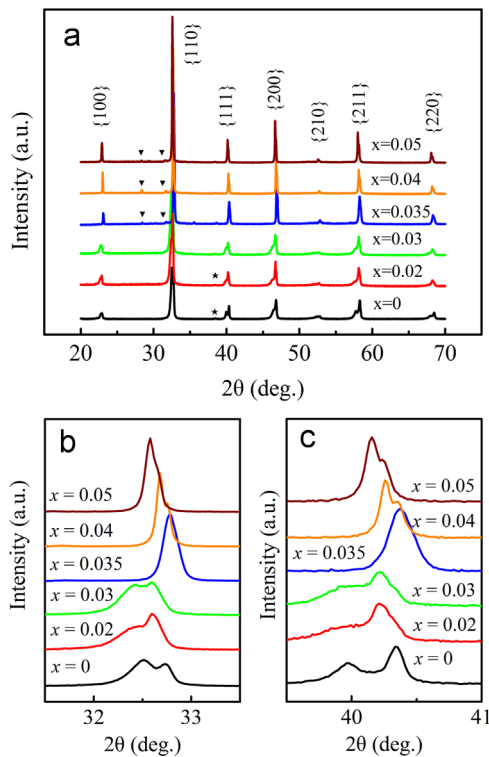 a
Intensity (a.u.)
{100}
{110}
{111}
{200}
{210}
{211}
{220}
x=0.05
x=0.04
x=0.035
x=0.03
x=0.02
x=0
20 30 40 50 60 70
2θ (deg.)
b
Intensity (a.u.)
x = 0.05
x = 0.04
x = 0.035
x = 0.03
x = 0.02
x = 0
32 33
2θ (deg.)
c
Intensity (a.u.)
x = 0.05
x = 0.04
x = 0.035
x = 0.03
x = 0.02
x = 0
40 41
2θ (deg.)